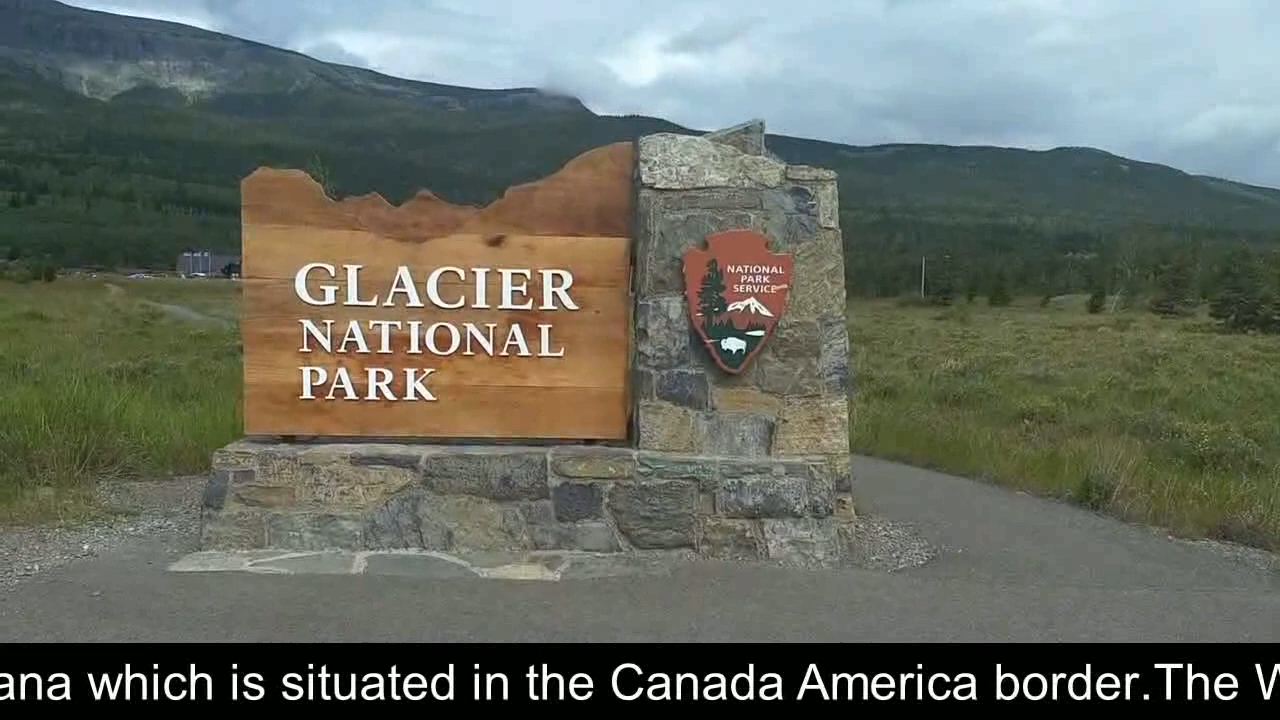 GLACIER
NATIONAL
PARK
NATIONAL
PARK
SERVICE
ana which is situated in the Canada America border.The W